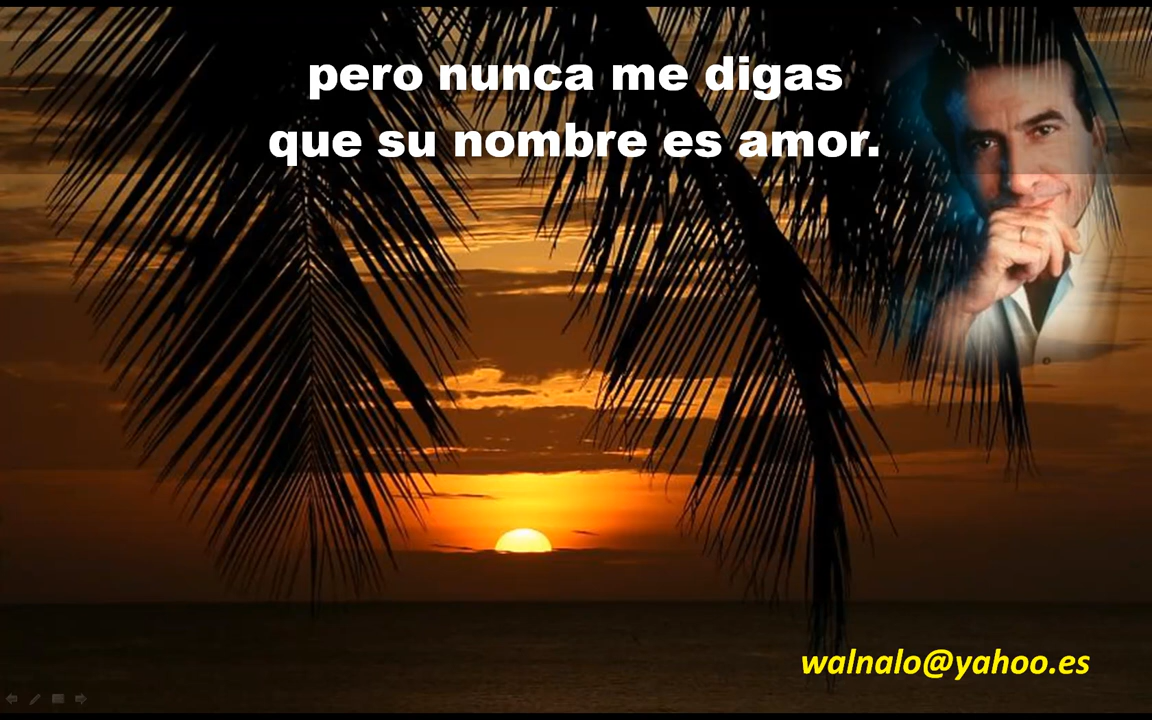 pero nunca me digas
que su nombre es amor.
walnalo@yahoo.es